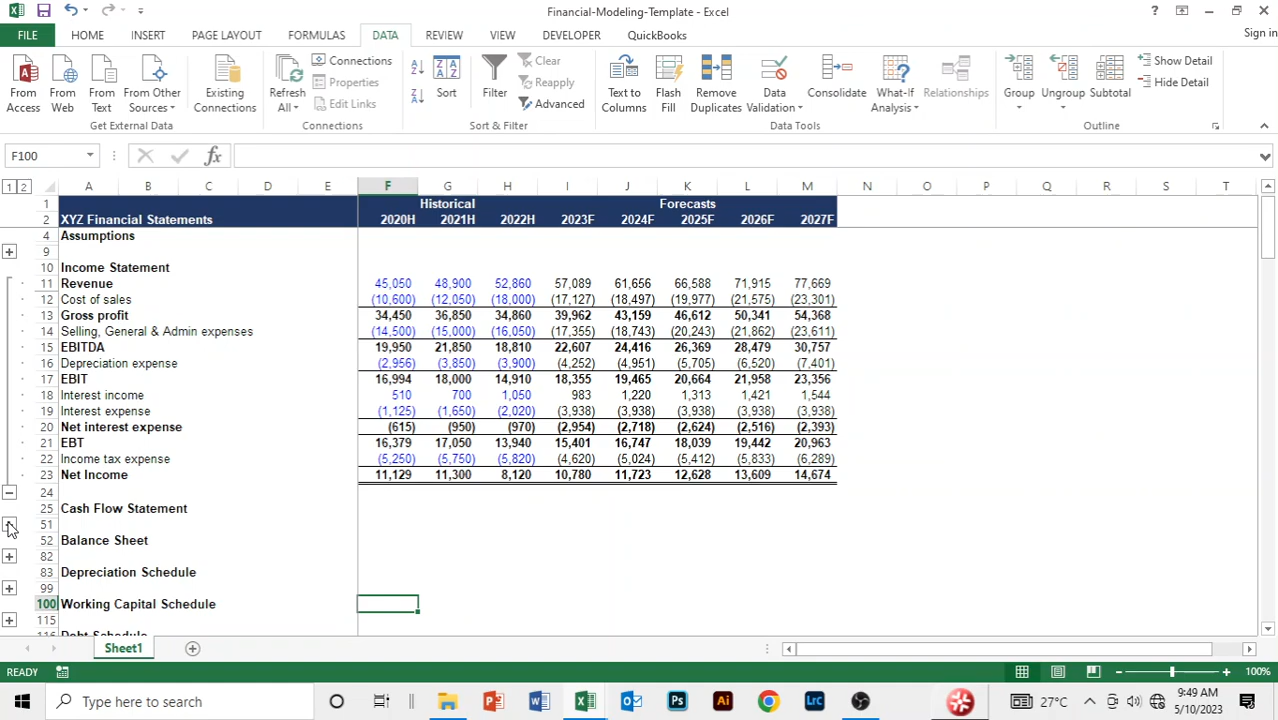 Financial-Modeling-Template - Excel
?
Sign in
FILE HOME INSERT PAGE LAYOUT FORMULAS DATA REVIEW VIEW DEVELOPER QuickBooks
From Access
From Web
From Text
From Other Sources
Existing Connections
Refresh All
Connections
Properties
Edit Links
Sort
Filter
Clear
Reapply
Advanced
Text to Columns
Flash Fill
Remove Duplicates
Data Validation
Consolidate
What-If Analysis
Relationships
Group
Ungroup
Subtotal
Show Detail
Hide Detail
Get External Data Connections Sort & Filter Data Tools Outline
F100 fx
1 2 A B C D E F G H I J K L M N O P Q R S T
1 Historical Forecasts
2 XYZ Financial Statements 2020H 2021H 2022H 2023F 2024F 2025F 2026F 2027F
4 Assumptions
9
10 Income Statement
11 Revenue 45,050 48,900 52,860 57,089 61,656 66,588 71,915 77,669
12 Cost of sales (10,600) (12,050) (18,000) (17,127) (18,497) (19,977) (21,575) (23,301)
13 Gross profit 34,450 36,850 34,860 39,962 43,159 46,612 50,341 54,368
14 Selling, General & Admin expenses (14,500) (15,000) (16,050) (17,355) (18,743) (20,243) (21,862) (23,611)
15 EBITDA 19,950 21,850 18,810 22,607 24,416 26,369 28,479 30,757
16 Depreciation expense (2,956) (3,850) (3,900) (4,252) (4,951) (5,705) (6,520) (7,401)
17 EBIT 16,994 18,000 14,910 18,355 19,465 20,664 21,958 23,356
18 Interest income 510 700 1,050 983 1,220 1,313 1,421 1,544
19 Interest expense (1,125) (1,650) (2,020) (3,938) (3,938) (3,938) (3,938) (3,938)
20 Net interest expense (615) (950) (970) (2,954) (2,718) (2,624) (2,516) (2,393)
21 EBT 16,379 17,050 13,940 15,401 16,747 18,039 19,442 20,963
22 Income tax expense (5,250) (5,750) (5,820) (4,620) (5,024) (5,412) (5,833) (6,289)
23 Net Income 11,129 11,300 8,120 10,780 11,723 12,628 13,609 14,674
24
25 Cash Flow Statement
51
52 Balance Sheet
82
83 Depreciation Schedule
99
100 Working Capital Schedule
115
116 Debt Schedule
Sheet1
READY 100%
Type here to search
27°C
9:49 AM
5/10/2023